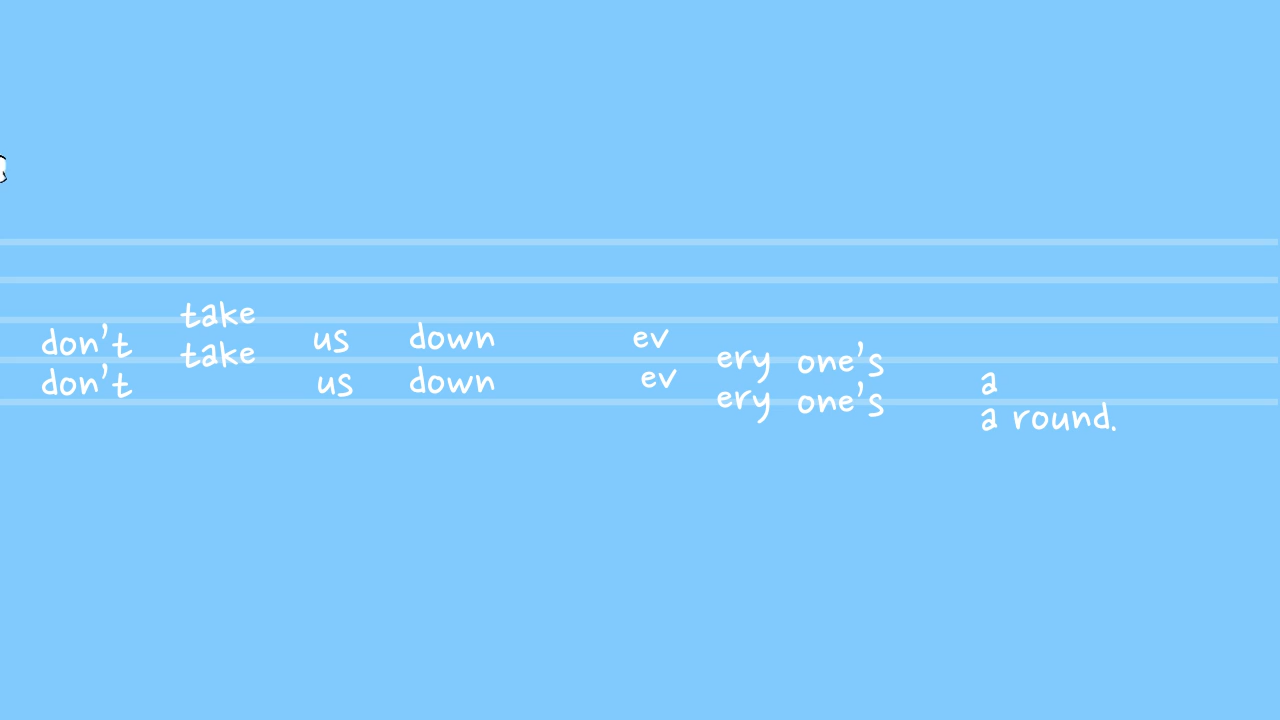 don't take us down ev ery one's a
don't take us down ev ery one's a round.